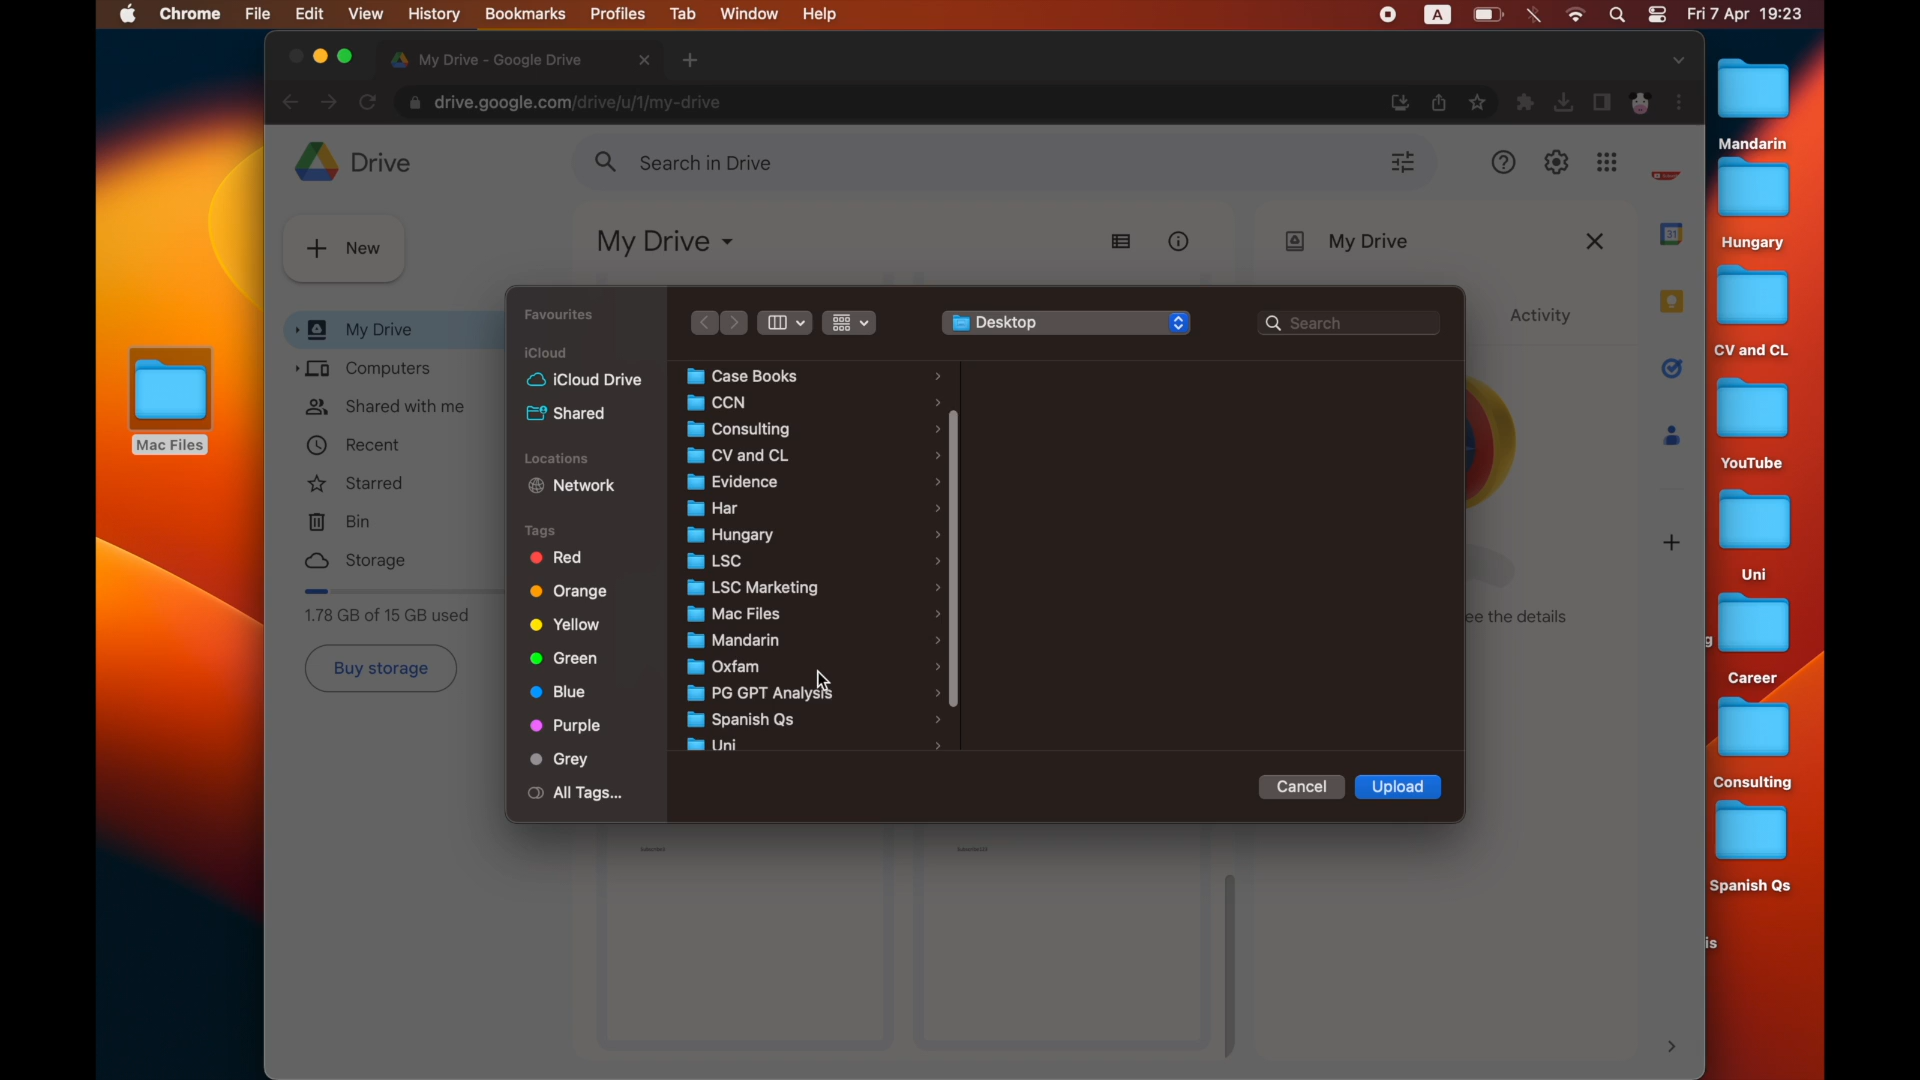 Chrome File Edit View History Bookmarks Profiles Tab Window Help A Fri 7 Apr 19:23
My Drive - Google Drive
drive.google.com/drive/u/1/my-drive
Drive
Search in Drive
31
New
My Drive
My Drive
Activity
My Drive
Computers
Shared with me
Recent
Starred
Bin
Storage
1.78 GB of 15 GB used
Buy storage
ee the details
Favourites
iCloud
iCloud Drive
Shared
Locations
Network
Tags
Red
Orange
Yellow
Green
Blue
Purple
Grey
All Tags...
Desktop
Search
Case Books
CCN
Consulting
CV and CL
Evidence
Har
Hungary
LSC
LSC Marketing
Mac Files
Mandarin
Oxfam
PG GPT Analysis
Spanish Qs
Uni
Cancel
Upload
Mac Files
Mandarin
Hungary
CV and CL
YouTube
Uni
g
Career
Consulting
Spanish Qs
is